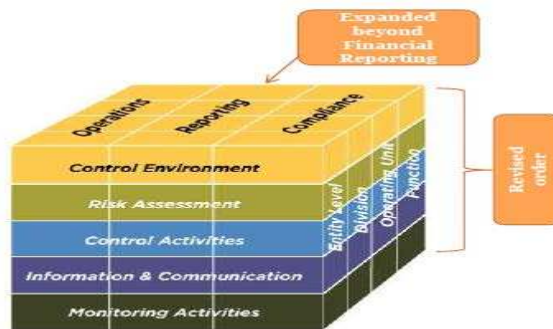 Expanded
beyond
Financial
Reporting
Operations
Reporting
Compliance
Control Environment
Risk Assessment
Control Activities
Information & Communication
Monitoring Activities
Entity Level
Division
Operating Unit
Function
Revised
order